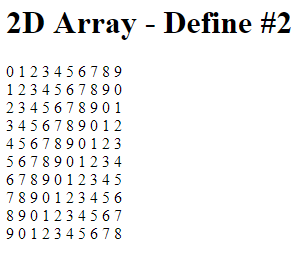 2D Array - Define #2
0 1 2 3 4 5 6 7 8 9
1 2 3 4 5 6 7 8 9 0
2 3 4 5 6 7 8 9 0 1
3 4 5 6 7 8 9 0 1 2
4 5 6 7 8 9 0 1 2 3
5 6 7 8 9 0 1 2 3 4
6 7 8 9 0 1 2 3 4 5
7 8 9 0 1 2 3 4 5 6
8 9 0 1 2 3 4 5 6 7
9 0 1 2 3 4 5 6 7 8